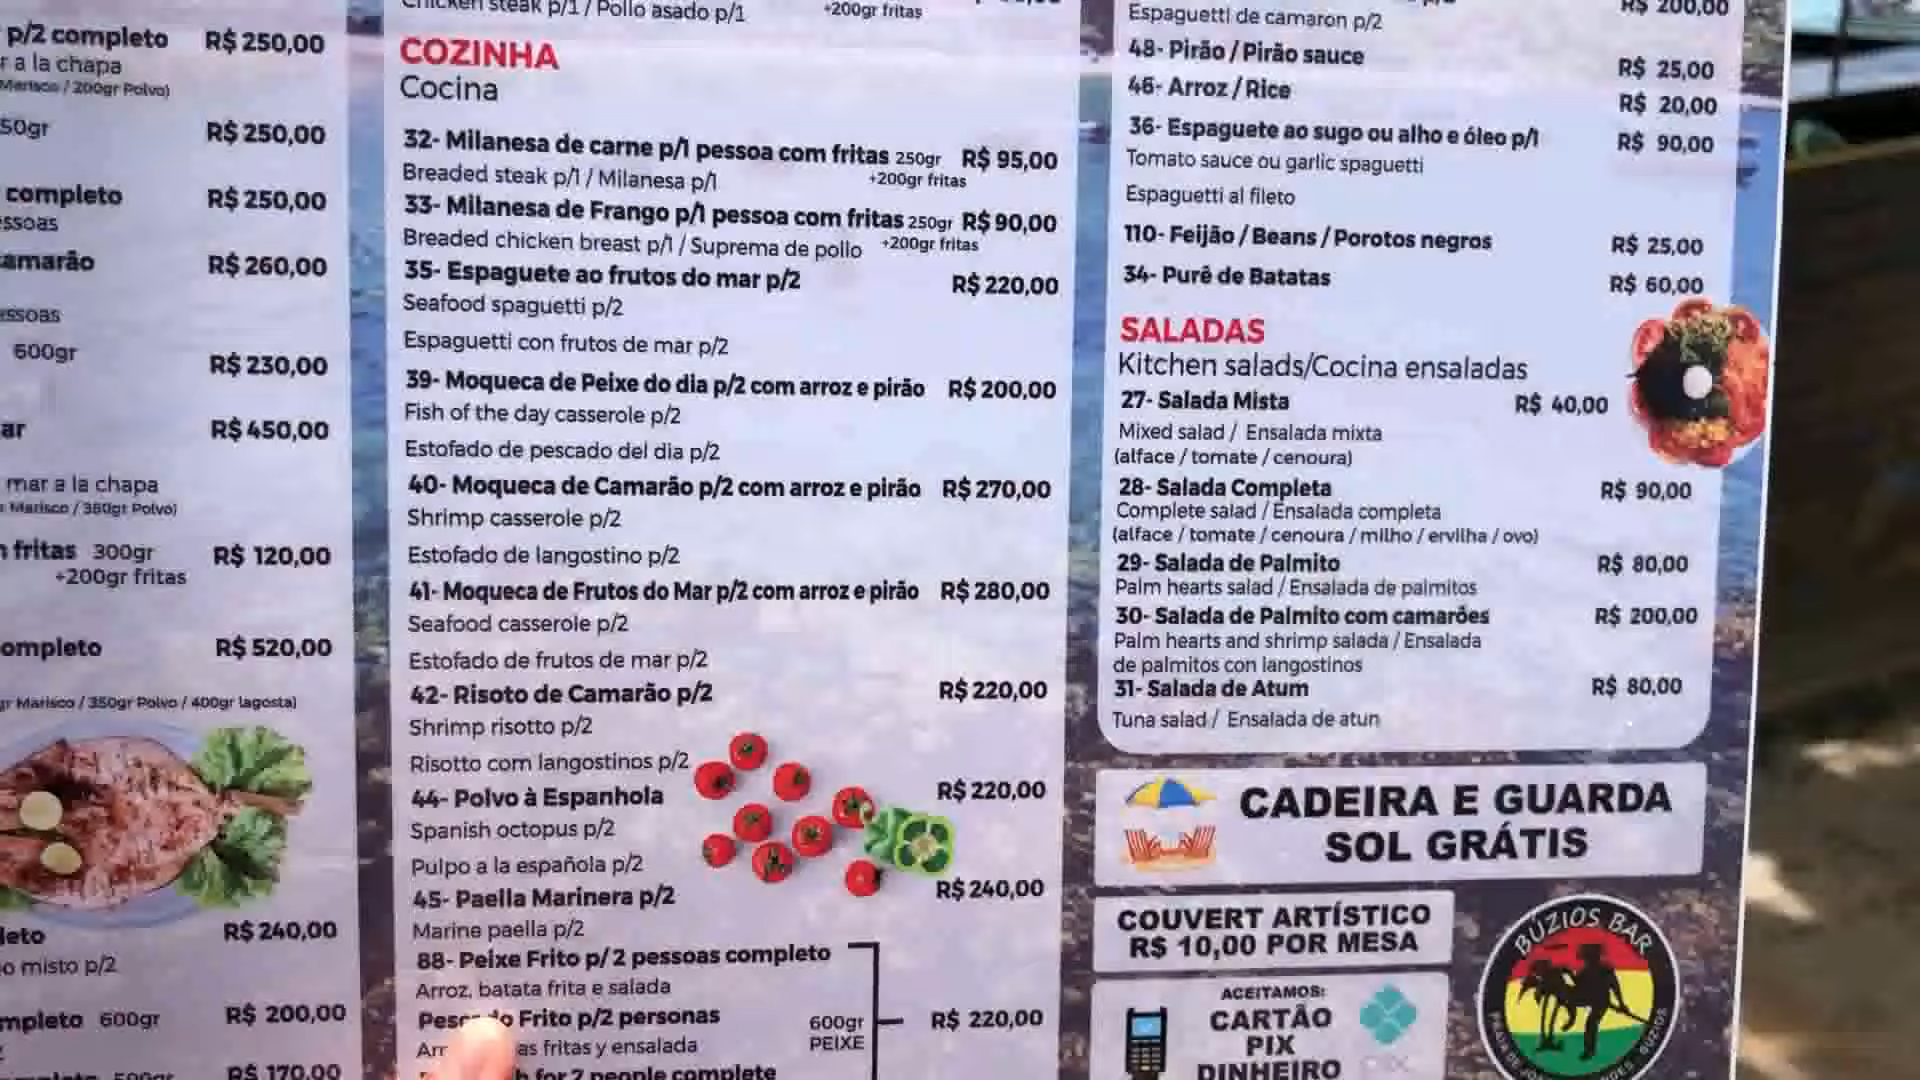 p/2 completo R$ 250,00
r a la chapa
Marisco / 200gr Polvo)
50gr R$ 250,00
completo R$ 250,00
essoas
amarão R$ 260,00
essoas
600gr R$ 230,00
ar R$ 450,00
mar a la chapa
Marisco / 350gr Polvo)
fritas 300gr R$ 120,00
+200gr fritas
ompleto R$ 520,00
gr Marisco / 350gr Polvo / 400gr lagosta)
leto R$ 240,00
o misto p/2
mpleto 600gr R$ 200,00
500gr R$ 170,00
Chicken steak p/1 / Pollo asado p/1 +200gr fritas
COZINHA
Cocina
32- Milanesa de carne p/1 pessoa com fritas 250gr R$ 95,00
Breaded steak p/1 / Milanesa p/1 +200gr fritas
33- Milanesa de Frango p/1 pessoa com fritas 250gr R$ 90,00
Breaded chicken breast p/1 / Suprema de pollo +200gr fritas
35- Espaguete ao frutos do mar p/2 R$ 220,00
Seafood spaguetti p/2
Espaguetti con frutos de mar p/2
39- Moqueca de Peixe do dia p/2 com arroz e pirão R$ 200,00
Fish of the day casserole p/2
Estofado de pescado del dia p/2
40- Moqueca de Camarão p/2 com arroz e pirão R$ 270,00
Shrimp casserole p/2
Estofado de langostino p/2
41- Moqueca de Frutos do Mar p/2 com arroz e pirão R$ 280,00
Seafood casserole p/2
Estofado de frutos de mar p/2
42- Risoto de Camarão p/2 R$ 220,00
Shrimp risotto p/2
Risotto com langostinos p/2
44- Polvo à Espanhola R$ 220,00
Spanish octopus p/2
Pulpo a la española p/2
45- Paella Marinera p/2 R$ 240,00
Marine paella p/2
88- Peixe Frito p/ 2 pessoas completo
Arroz, batata frita e salada
Frito p/2 personas 600gr R$ 220,00
as fritas y ensalada PEIXE
for 2 people complete
Espaguetti de camaron p/2 R$ 200,00
48- Pirão / Pirão sauce R$ 25,00
46- Arroz / Rice R$ 20,00
36- Espaguete ao sugo ou alho e óleo p/1 R$ 90,00
Tomato sauce ou garlic spaguetti
Espaguetti al fileto
110- Feijão / Beans / Porotos negros R$ 25,00
34- Purê de Batatas R$ 60,00
SALADAS
Kitchen salads/Cocina ensaladas
27- Salada Mista R$ 40,00
Mixed salad / Ensalada mixta
(alface / tomate / cenoura)
28- Salada Completa R$ 90,00
Complete salad / Ensalada completa
(alface / tomate / cenoura / milho / ervilha / ovo)
29- Salada de Palmito R$ 80,00
Palm hearts salad / Ensalada de palmitos
30- Salada de Palmito com camarões R$ 200,00
Palm hearts and shrimp salada / Ensalada
de palmitos con langostinos
31- Salada de Atum R$ 80,00
Tuna salad / Ensalada de atun
CADEIRA E GUARDA
SOL GRÁTIS
COUVERT ARTÍSTICO
R$ 10,00 POR MESA
ACEITAMOS:
CARTÃO
PIX
DINHEIRO
BÚZIOS BAR